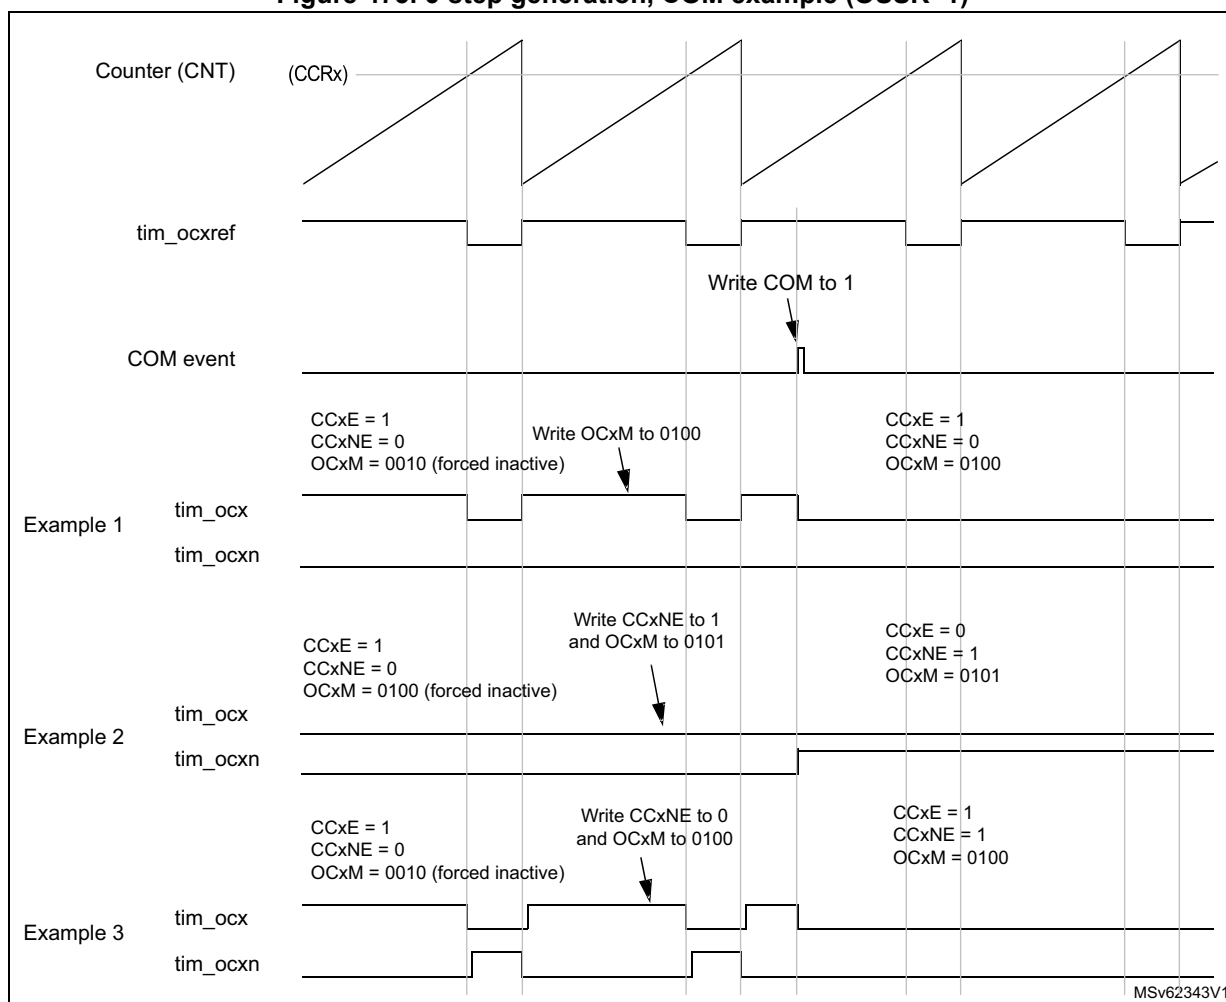 Counter (CNT)
(CCRx)
tim_ocxref
Write COM to 1
COM event
CCxE = 1
CCxNE = 0
OCxM = 0010 (forced inactive)
Write OCxM to 0100
CCxE = 1
CCxNE = 0
OCxM = 0100
Example 1
tim_ocx
tim_ocxn
CCxE = 1
CCxNE = 0
OCxM = 0100 (forced inactive)
Write CCxNE to 1
and OCxM to 0101
CCxE = 0
CCxNE = 1
OCxM = 0101
Example 2
tim_ocx
tim_ocxn
CCxE = 1
CCxNE = 0
OCxM = 0010 (forced inactive)
Write CCxNE to 0
and OCxM to 0100
CCxE = 1
CCxNE = 1
OCxM = 0100
Example 3
tim_ocx
tim_ocxn
MSv62343V1